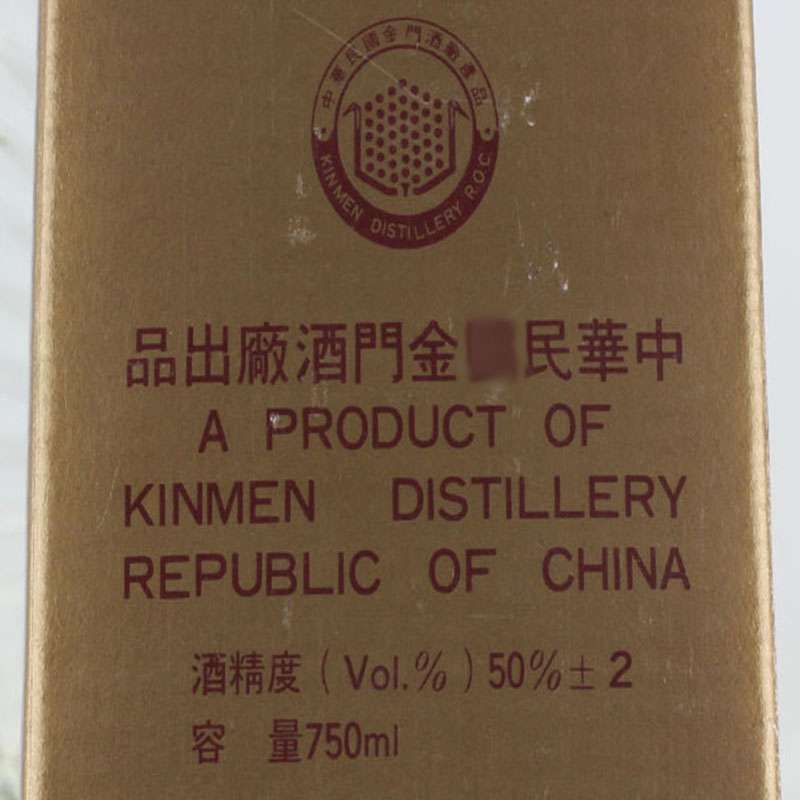 中華民國金門酒廠產品
KINMEN DISTILLERY R.O.C.
中華民 金門酒廠出品
A PRODUCT OF
KINMEN DISTILLERY
REPUBLIC OF CHINA
酒精度(Vol.%)50%±2
容 量750ml